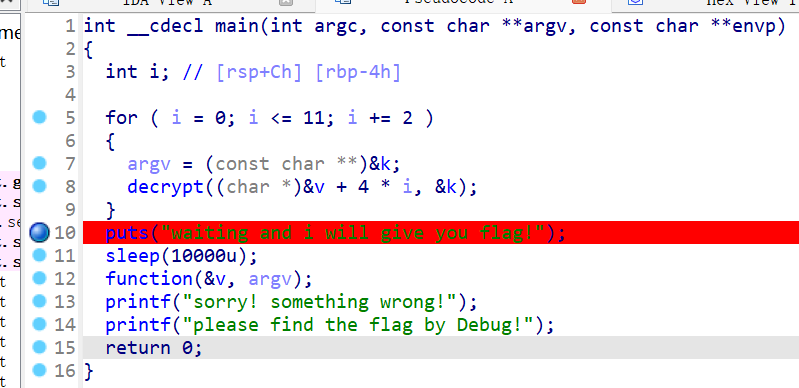 IDA View A Pseudocode A Hex View 1
1 int __cdecl main(int argc, const char **argv, const char **envp)
2 {
3 int i; // [rsp+Ch] [rbp-4h]
4
5 for ( i = 0; i <= 11; i += 2 )
6 {
7 argv = (const char **)&k;
8 decrypt((char *)&v + 4 * i, &k);
9 }
10 puts("waiting and i will give you flag!");
11 sleep(10000u);
12 function(&v, argv);
13 printf("sorry! something wrong!");
14 printf("please find the flag by Debug!");
15 return 0;
16 }